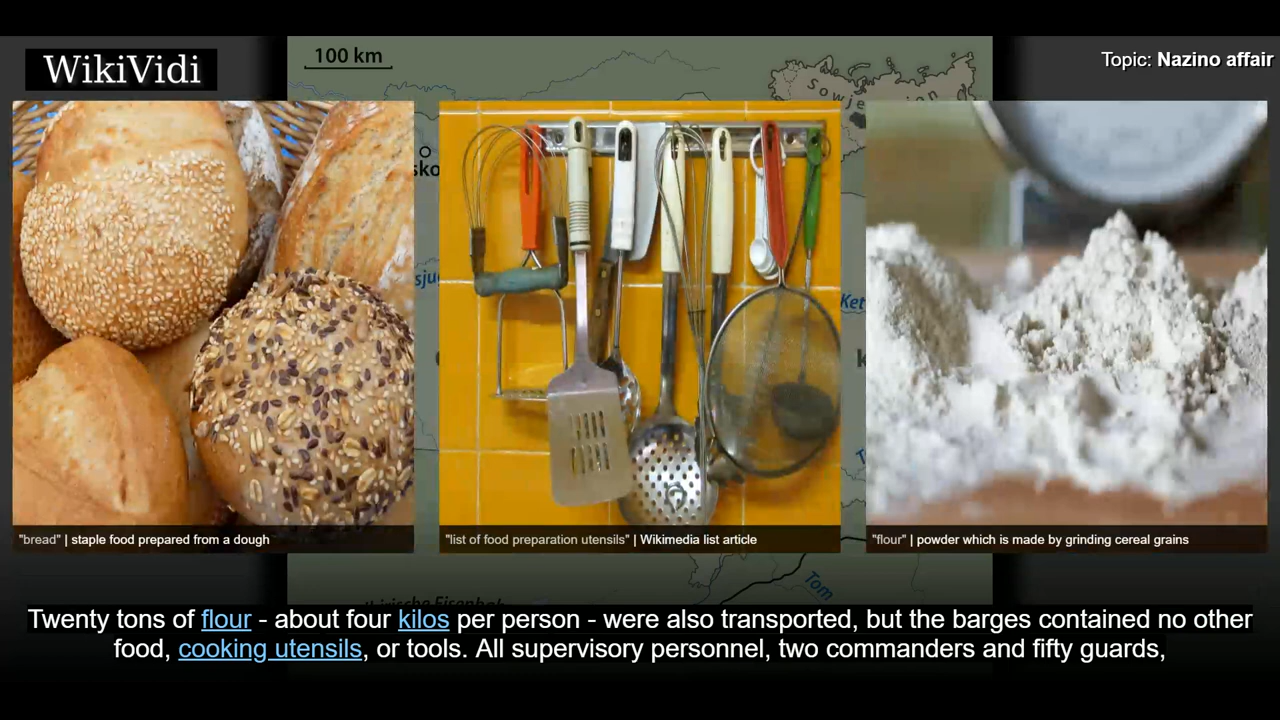 100 km
WikiVidi
Topic: Nazino affair
sko
Ket
"bread" | staple food prepared from a dough
"list of food preparation utensils" | Wikimedia list article
"flour" | powder which is made by grinding cereal grains
Tom
Twenty tons of flour - about four kilos per person - were also transported, but the barges contained no other
food, cooking utensils, or tools. All supervisory personnel, two commanders and fifty guards,